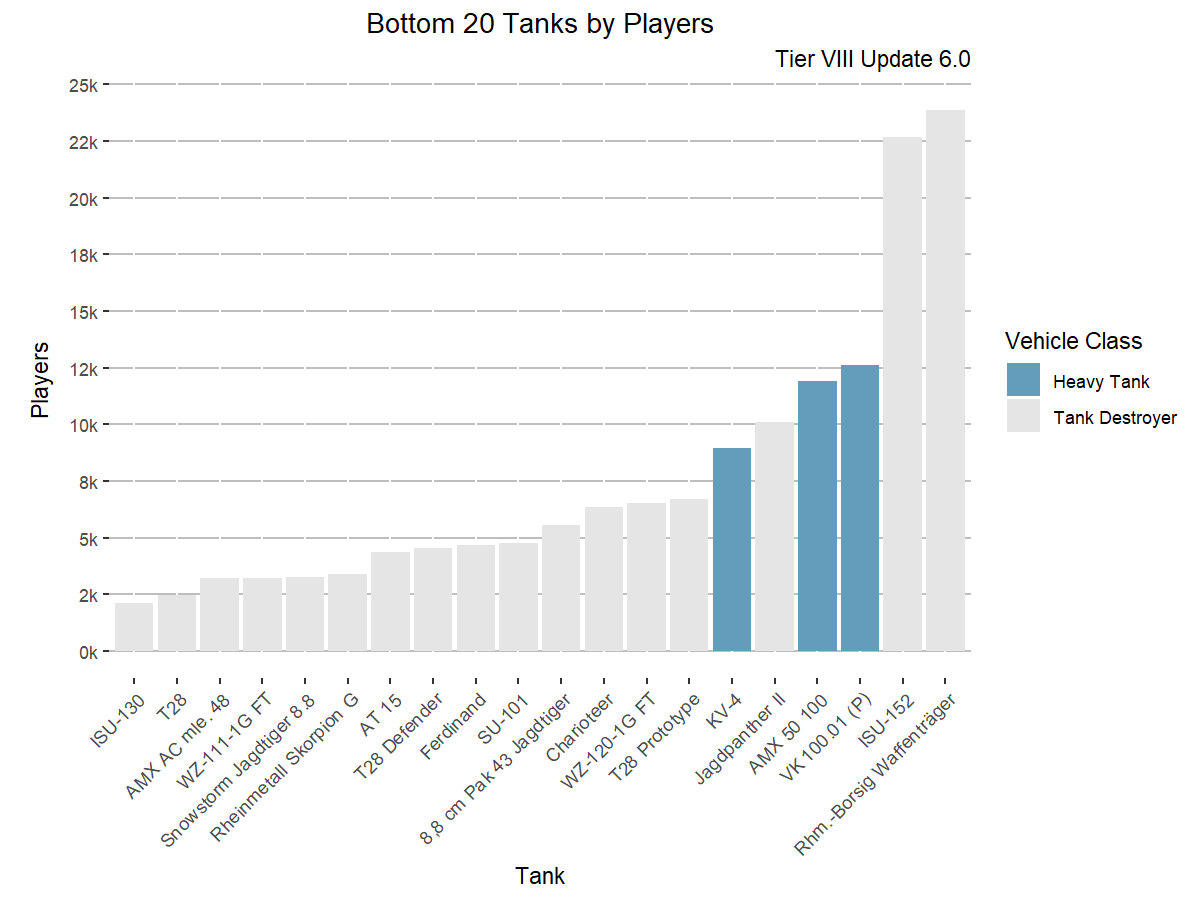 Bottom 20 Tanks by Players
Tier VIII Update 6.0
25k
22k
20k
18k
15k
12k
10k
8k
5k
2k
0k
Players
ISU-130
T28
AMX AC mle. 48
WZ-111-1G FT
Snowstorm Jagdtiger 8.8
Rheinmetall Skorpion G
AT 15
T28 Defender
Ferdinand
SU-101
8,8 cm Pak 43 Jagdtiger
Charioteer
WZ-120-1G FT
T28 Prototype
KV-4
Jagdpanther II
AMX 50 100
VK 100.01 (P)
ISU-152
Rhm.-Borsig Waffenträger
Tank
Vehicle Class
Heavy Tank
Tank Destroyer